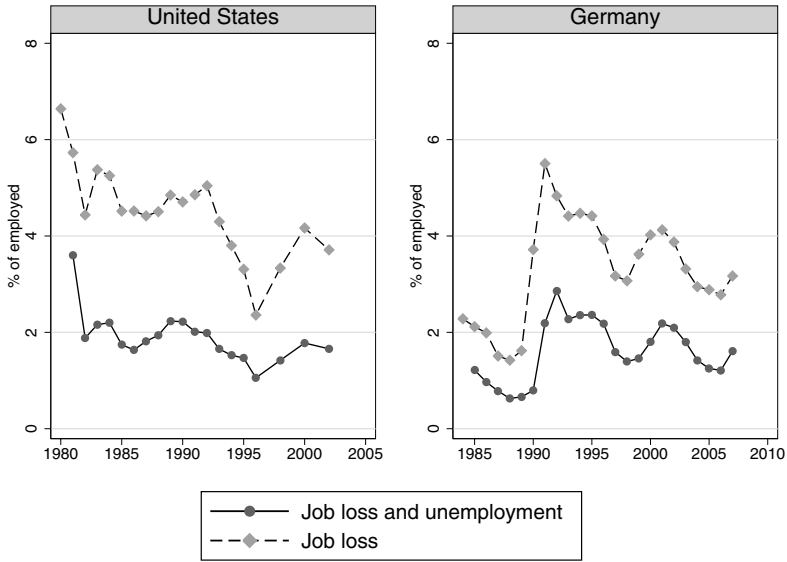 United States
Germany
% of employed
8
6
4
2
0
1980 1985 1990 1995 2000 2005
% of employed
8
6
4
2
0
1985 1990 1995 2000 2005 2010
Job loss and unemployment
Job loss